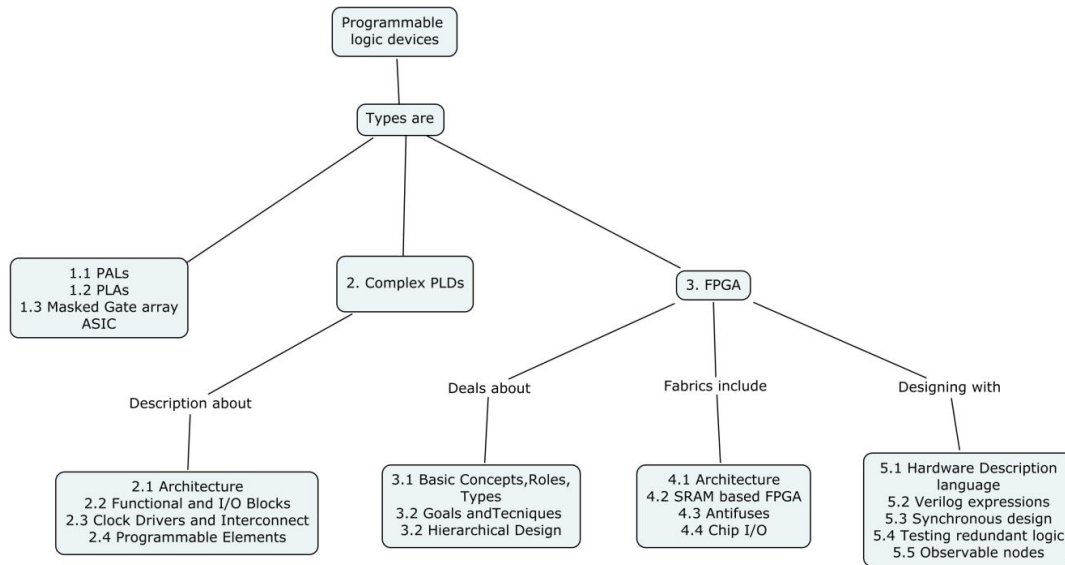 Programmable
logic devices
Types are
1.1 PALs
1.2 PLAs
1.3 Masked Gate array
ASIC
2. Complex PLDs
3. FPGA
Description about
Deals about
Fabrics include
Designing with
2.1 Architecture
2.2 Functional and I/O Blocks
2.3 Clock Drivers and Interconnect
2.4 Programmable Elements
3.1 Basic Concepts,Roles,
Types
3.2 Goals andTecniques
3.2 Hierarchical Design
4.1 Architecture
4.2 SRAM based FPGA
4.3 Antifuses
4.4 Chip I/O
5.1 Hardware Description
language
5.2 Verilog expressions
5.3 Synchronous design
5.4 Testing redundant logic
5.5 Observable nodes